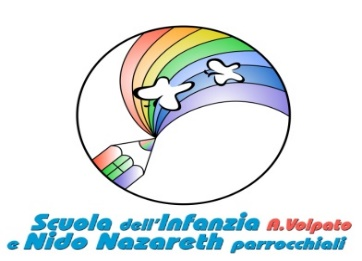 Scuola dell'Infanzia A.Volpato
e Nido Nazareth parrocchiali